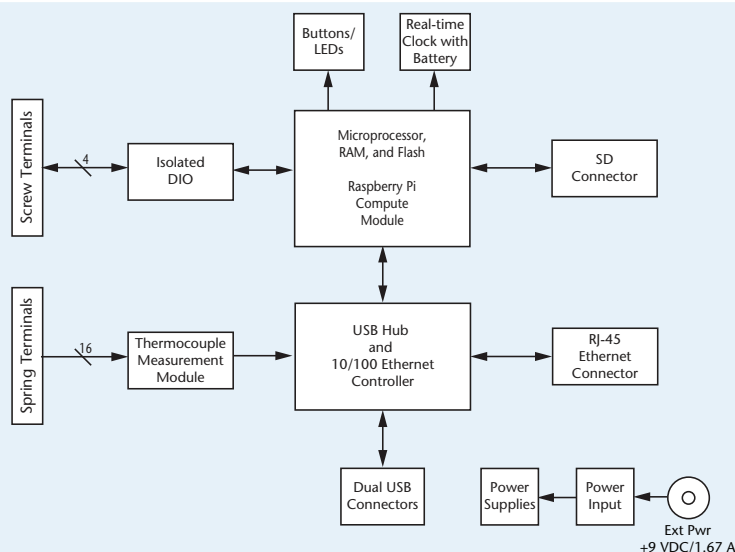 Buttons/
LEDs
Real-time
Clock with
Battery
Screw Terminals
4
Isolated
DIO
Microprocessor,
RAM, and Flash
Raspberry Pi
Compute
Module
SD
Connector
Spring Terminals
16
Thermocouple
Measurement
Module
USB Hub
and
10/100 Ethernet
Controller
RJ-45
Ethernet
Connector
Dual USB
Connectors
Power
Supplies
Power
Input
Ext Pwr
+9 VDC/1.67 A